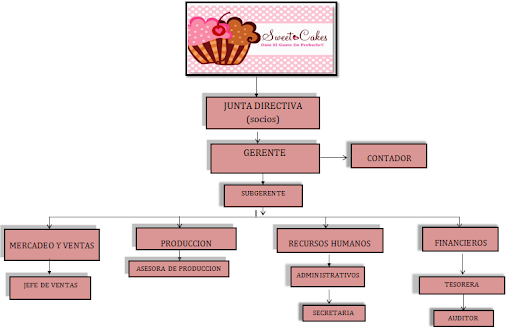 Sweet Cakes
Date El Gusto De Probarlo!!
JUNTA DIRECTIVA
(socios)
GERENTE
CONTADOR
SUBGERENTE
MERCADEO Y VENTAS
PRODUCCION
RECURSOS HUMANOS
FINANCIEROS
JEFE DE VENTAS
ASESORA DE PRODUCCION
ADMINISTRATIVOS
TESORERA
SECRETARIA
AUDITOR